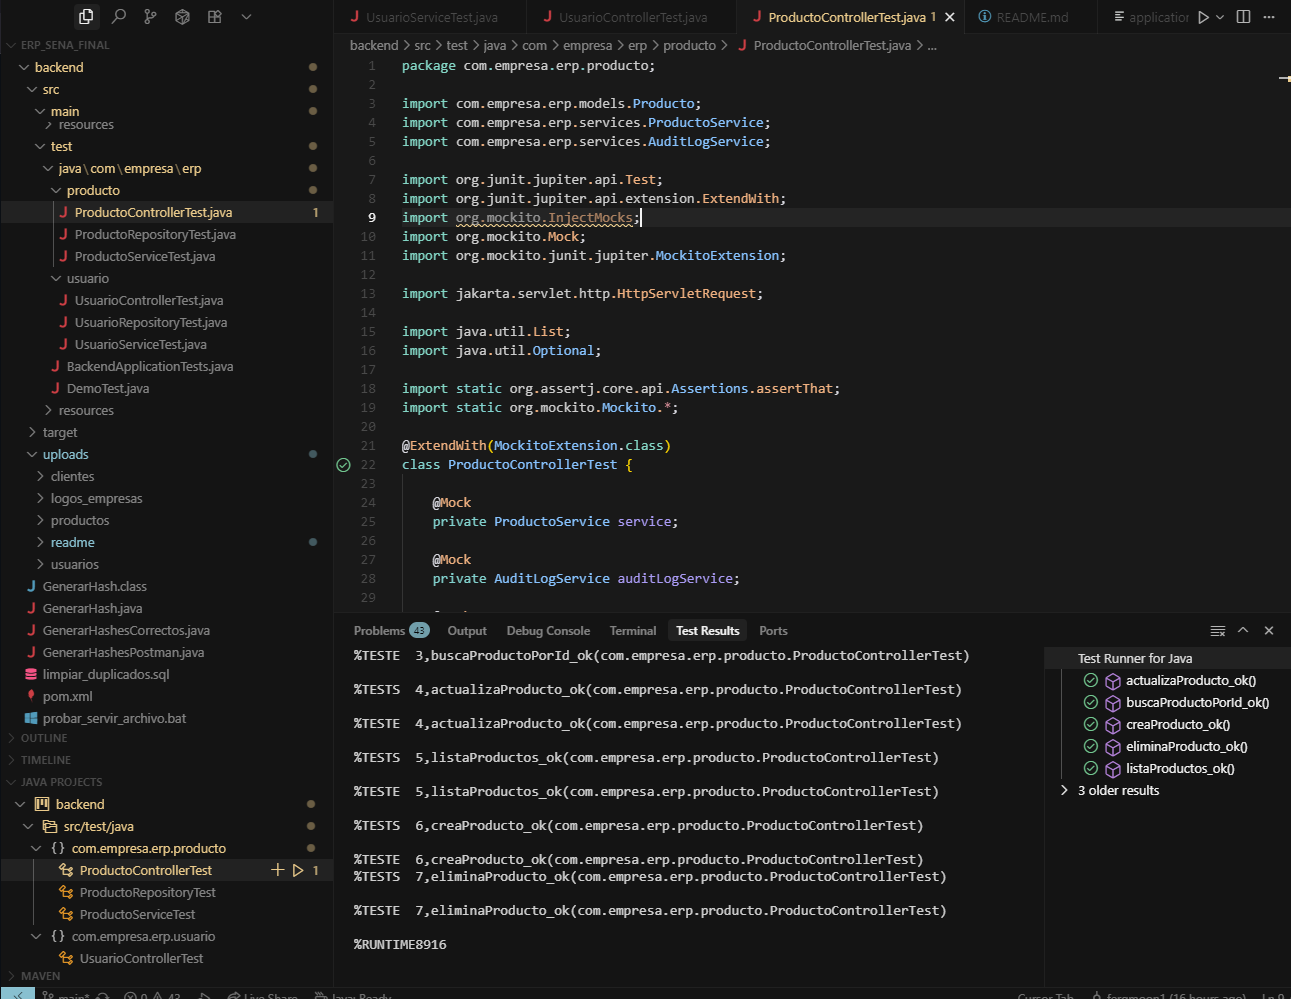 UsuarioServiceTest.java
UsuarioControllerTest.java
ProductoControllerTest.java 1
README.md
application
ERP_SENA_FINAL
backend
src
main
resources
test
java\com\empresa\erp
producto
ProductoControllerTest.java 1
ProductoRepositoryTest.java
ProductoServiceTest.java
usuario
UsuarioControllerTest.java
UsuarioRepositoryTest.java
UsuarioServiceTest.java
BackendApplicationTests.java
DemoTest.java
resources
target
uploads
clientes
logos_empresas
productos
readme
usuarios
GenerarHash.class
GenerarHash.java
GenerarHashesCorrectos.java
GenerarHashesPostman.java
limpiar_duplicados.sql
pom.xml
probar_servir_archivo.bat
OUTLINE
TIMELINE
JAVA PROJECTS
backend
src/test/java
{} com.empresa.erp.producto
ProductoControllerTest 1
ProductoRepositoryTest
ProductoServiceTest
{} com.empresa.erp.usuario
UsuarioControllerTest
MAVEN
backend > src > test > java > com > empresa > erp > producto > ProductoControllerTest.java > ...
1 package com.empresa.erp.producto;
2
3 import com.empresa.erp.models.Producto;
4 import com.empresa.erp.services.ProductoService;
5 import com.empresa.erp.services.AuditLogService;
6
7 import org.junit.jupiter.api.Test;
8 import org.junit.jupiter.api.extension.ExtendWith;
9 import org.mockito.InjectMocks;
10 import org.mockito.Mock;
11 import org.mockito.junit.jupiter.MockitoExtension;
12
13 import jakarta.servlet.http.HttpServletRequest;
14
15 import java.util.List;
16 import java.util.Optional;
17
18 import static org.assertj.core.api.Assertions.assertThat;
19 import static org.mockito.Mockito.*;
20
21 @ExtendWith(MockitoExtension.class)
22 class ProductoControllerTest {
23
24 @Mock
25 private ProductoService service;
26
27 @Mock
28 private AuditLogService auditLogService;
29
Problems 43 Output Debug Console Terminal Test Results Ports
%TESTE 3,buscaProductoPorId_ok(com.empresa.erp.producto.ProductoControllerTest)
%TESTS 4,actualizaProducto_ok(com.empresa.erp.producto.ProductoControllerTest)
%TESTE 4,actualizaProducto_ok(com.empresa.erp.producto.ProductoControllerTest)
%TESTS 5,listaProductos_ok(com.empresa.erp.producto.ProductoControllerTest)
%TESTE 5,listaProductos_ok(com.empresa.erp.producto.ProductoControllerTest)
%TESTS 6,creaProducto_ok(com.empresa.erp.producto.ProductoControllerTest)
%TESTE 6,creaProducto_ok(com.empresa.erp.producto.ProductoControllerTest)
%TESTS 7,eliminaProducto_ok(com.empresa.erp.producto.ProductoControllerTest)
%TESTE 7,eliminaProducto_ok(com.empresa.erp.producto.ProductoControllerTest)
%RUNTIME8916
Test Runner for Java
actualizaProducto_ok()
buscaProductoPorId_ok()
creaProducto_ok()
eliminaProducto_ok()
listaProductos_ok()
3 older results
main* 0 43 Live Share Java: Ready
Cursor Tab fergmoon1 (16 hours ago) Ln 9